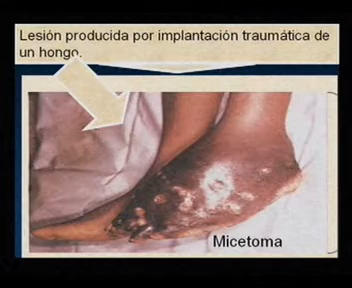 Lesión producida por implantación traumática de
un hongo.
Micetoma